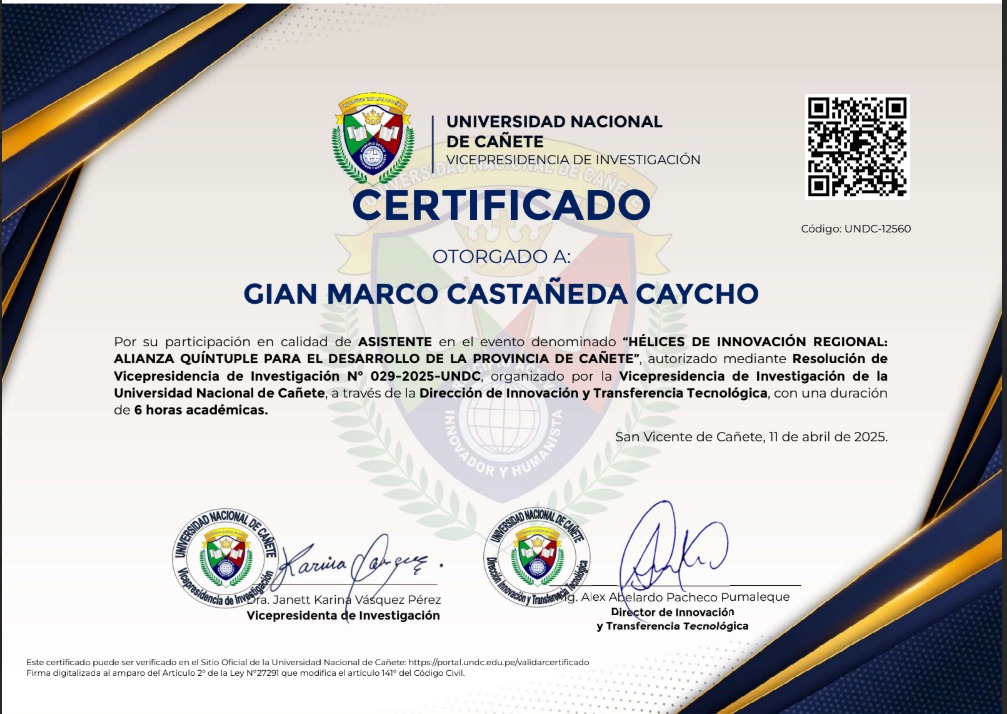 UNIVERSIDAD NACIONAL
DE CAÑETE
VICEPRESIDENCIA DE INVESTIGACIÓN
CERTIFICADO
Código: UNDC-12560
OTORGADO A:
GIAN MARCO CASTAÑEDA CAYCHO
Por su participación en calidad de ASISTENTE en el evento denominado “HÉLICES DE INNOVACIÓN REGIONAL:
ALIANZA QUÍNTUPLE PARA EL DESARROLLO DE LA PROVINCIA DE CAÑETE”, autorizado mediante Resolución de
Vicepresidencia de Investigación N° 029-2025-UNDC, organizado por la Vicepresidencia de Investigación de la
Universidad Nacional de Cañete, a través de la Dirección de Innovación y Transferencia Tecnológica, con una duración
de 6 horas académicas.
INNOVADOR Y HUMANISTA
San Vicente de Cañete, 11 de abril de 2025.
UNIVERSIDAD NACIONAL DE CAÑETE
Vicepresidencia de Investigación
Dra. Janett Karina Vásquez Pérez
Vicepresidenta de Investigación
UNIVERSIDAD NACIONAL DE CAÑETE
Dirección Innovación y Transferencia Tecnológica
Mg. Alex Abelardo Pacheco Pumaleque
Director de Innovación
y Transferencia Tecnológica
Este certificado puede ser verificado en el Sitio Oficial de la Universidad Nacional de Cañete: https://portal.undc.edu.pe/validarcertificado
Firma digitalizada al amparo del Artículo 2° de la Ley N°27291 que modifica el artículo 141° del Código Civil.